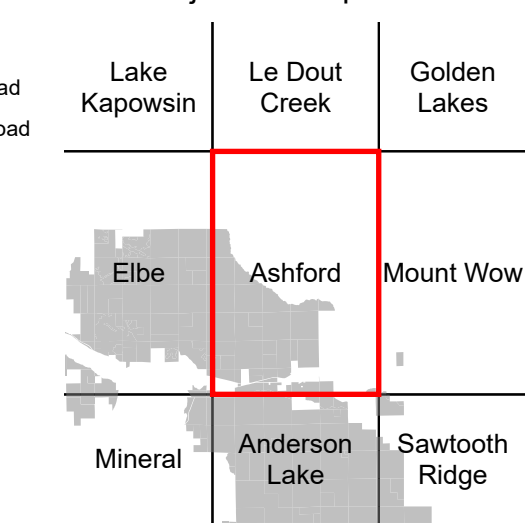 Lake
Kapowsin
Le Dout
Creek
Golden
Lakes
Elbe
Ashford
Mount Wow
Mineral
Anderson
Lake
Sawtooth
Ridge